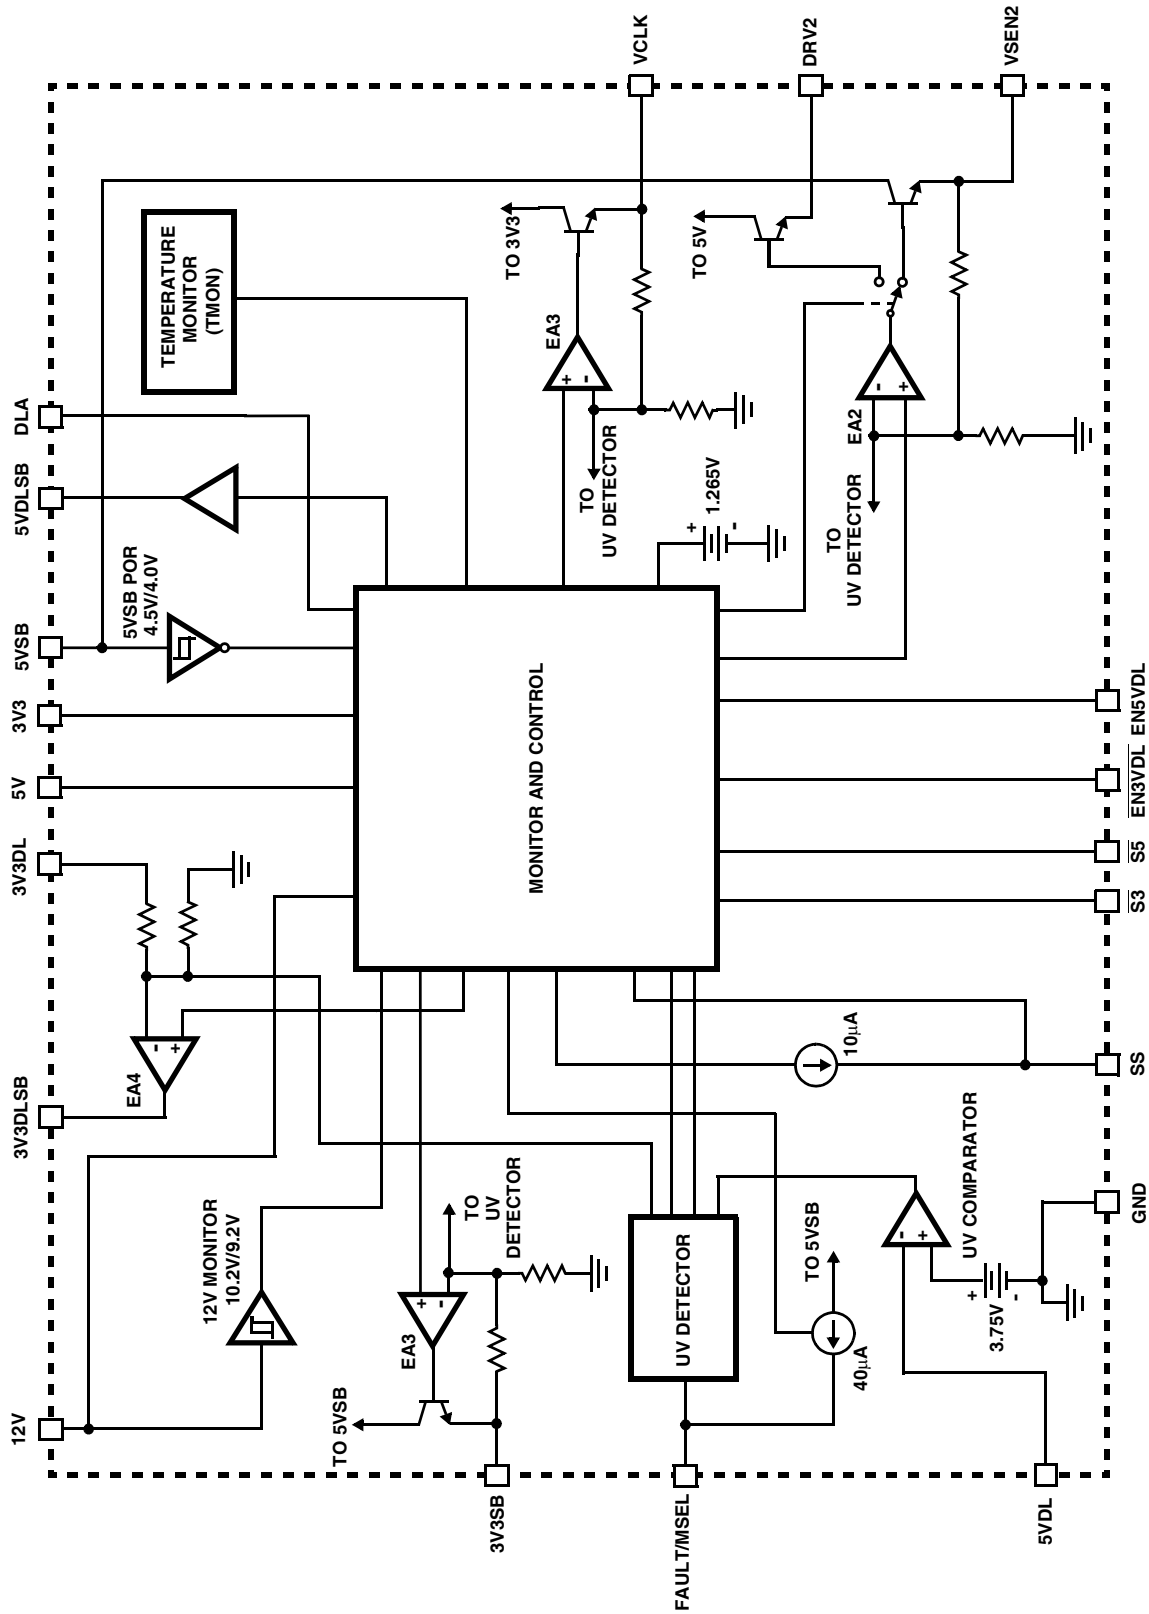 12V
3V3DLSB
3V3DL
5V
3V3
5VSB
5VDLSB
DLA
12V MONITOR
10.2V/9.2V
EA4
-
+
5VSB POR
4.5V/4.0V
TEMPERATURE
MONITOR
(TMON)
TO 5VSB
EA3
+
-
TO
UV
DETECTOR
3V3SB
MONITOR AND CONTROL
TO 3V3
EA3
+
-
TO
UV DETECTOR
VCLK
1.265V
+
-
UV DETECTOR
FAULT/MSEL
TO 5VSB
40µA
10µA
TO 5V
DRV2
EA2
-
+
TO
UV DETECTOR
VSEN2
UV COMPARATOR
-
+
3.75V
+
-
5VDL
GND
SS
S3
S5
EN3VDL
EN5VDL